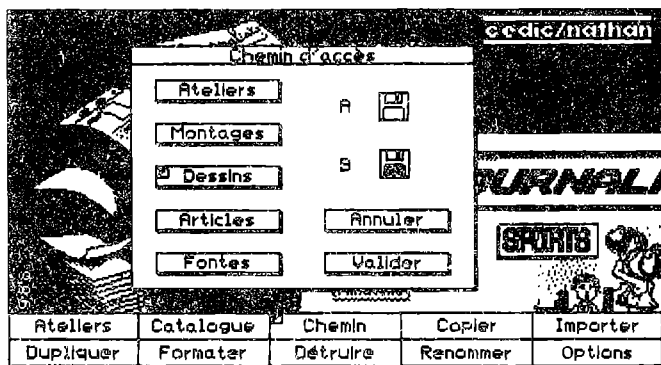 cedic/nathan
Chemin d'accès
Ateliers
A
Montages
B
Dessins
Articles
Annuler
Fontes
Valider
SPORTS
Ateliers Catalogue Chemin Copier Importer
Dupliquer Formater Détruire Renommer Options